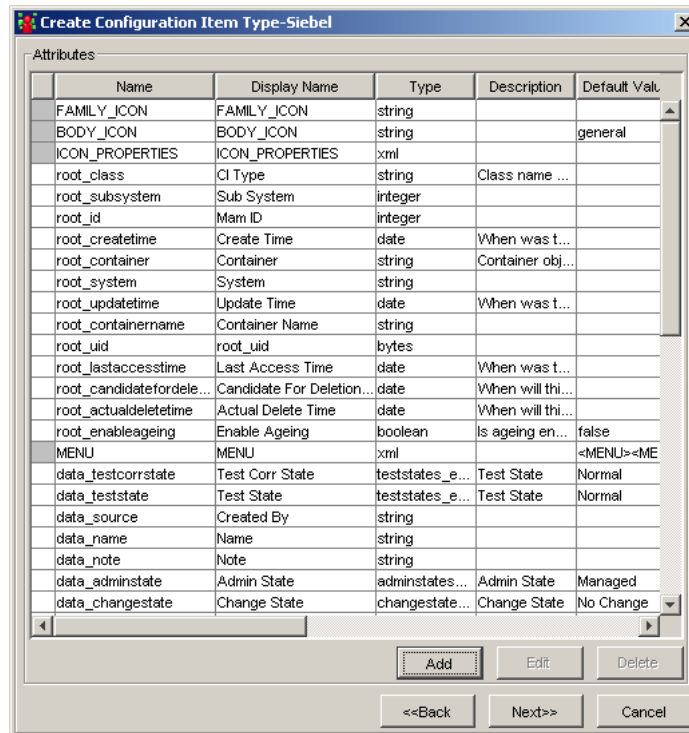 Create Configuration Item Type-Siebel
Attributes
Name Display Name Type Description Default Valu
FAMILY_ICON FAMILY_ICON string
BODY_ICON BODY_ICON string general
ICON_PROPERTIES ICON_PROPERTIES xml
root_class CI Type string Class name ...
root_subsystem Sub System integer
root_id Mam ID integer
root_createtime Create Time date When was t...
root_container Container string Container obj...
root_system System string
root_updatetime Update Time date When was t...
root_containername Container Name string
root_uid root_uid bytes
root_lastaccesstime Last Access Time date When was t...
root_candidatefordele... Candidate For Deletion... date When will thi...
root_actualdeletetime Actual Delete Time date When will thi...
root_enableageing Enable Ageing boolean Is ageing en... false
MENU MENU xml <MENU><ME
data_testcorrstate Test Corr State teststates_e... Test State Normal
data_teststate Test State teststates_e... Test State Normal
data_source Created By string
data_name Name string
data_note Note string
data_adminstate Admin State adminstates... Admin State Managed
data_changestate Change State changestate... Change State No Change
Add Edit Delete
<<Back Next>> Cancel